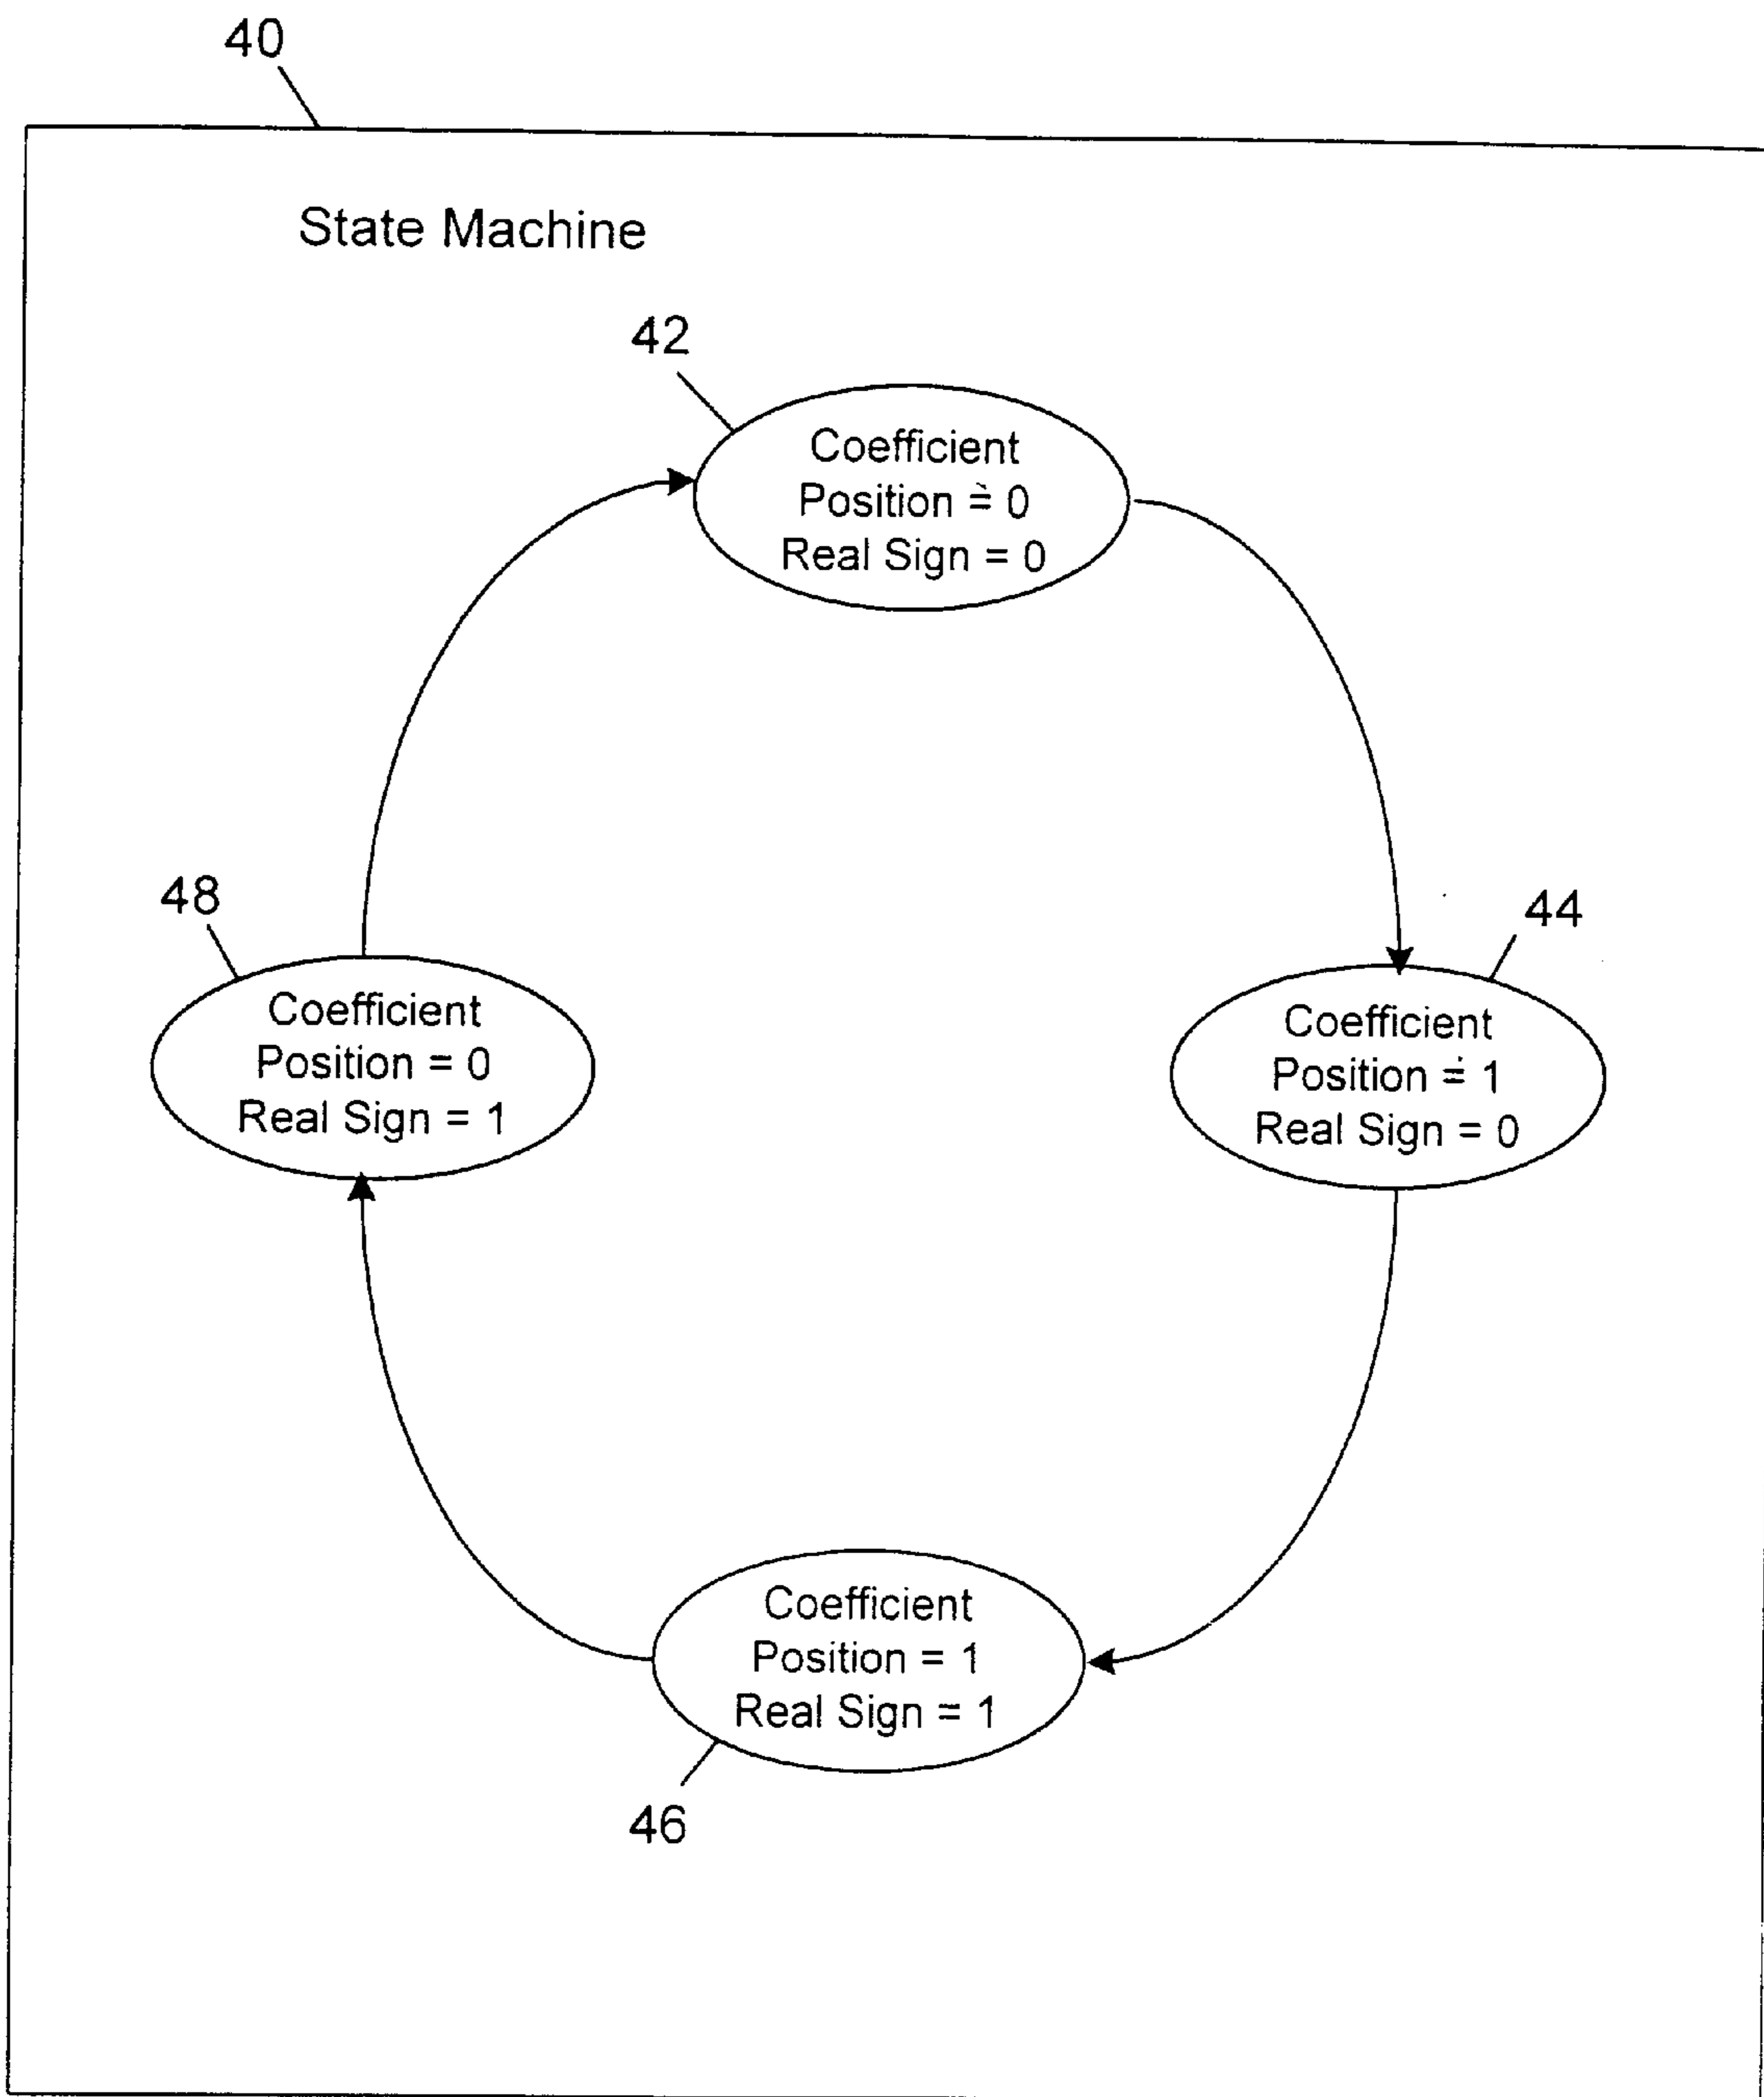 40
State Machine
42
Coefficient
Position = 0
Real Sign = 0
48
Coefficient
Position = 0
Real Sign = 1
44
Coefficient
Position = 1
Real Sign = 0
Coefficient
Position = 1
Real Sign = 1
46